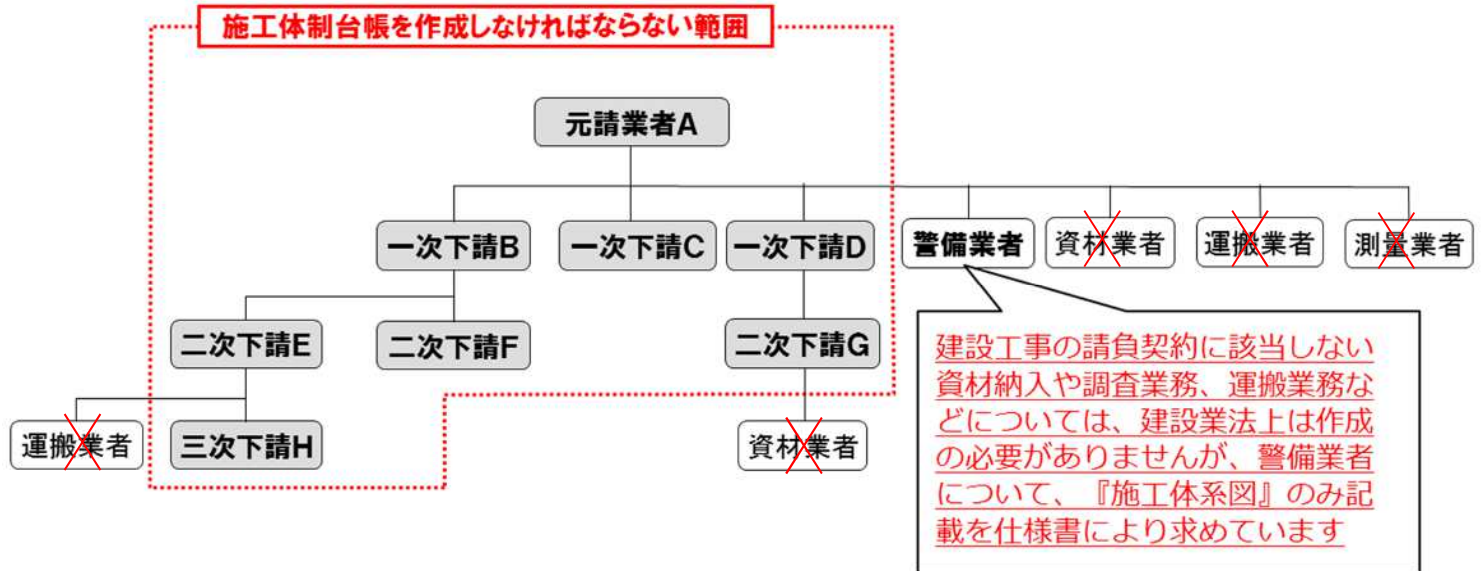 施工体制台帳を作成しなければならない範囲
元請業者A
一次下請B
一次下請C
一次下請D
警備業者
資材業者
運搬業者
測量業者
二次下請E
二次下請F
二次下請G
運搬業者
三次下請H
資材業者
建設工事の請負契約に該当しない
資材納入や調査業務、運搬業務な
どについては、建設業法上は作成
の必要がありませんが、警備業者
について、『施工体系図』のみ記
載を仕様書により求めています